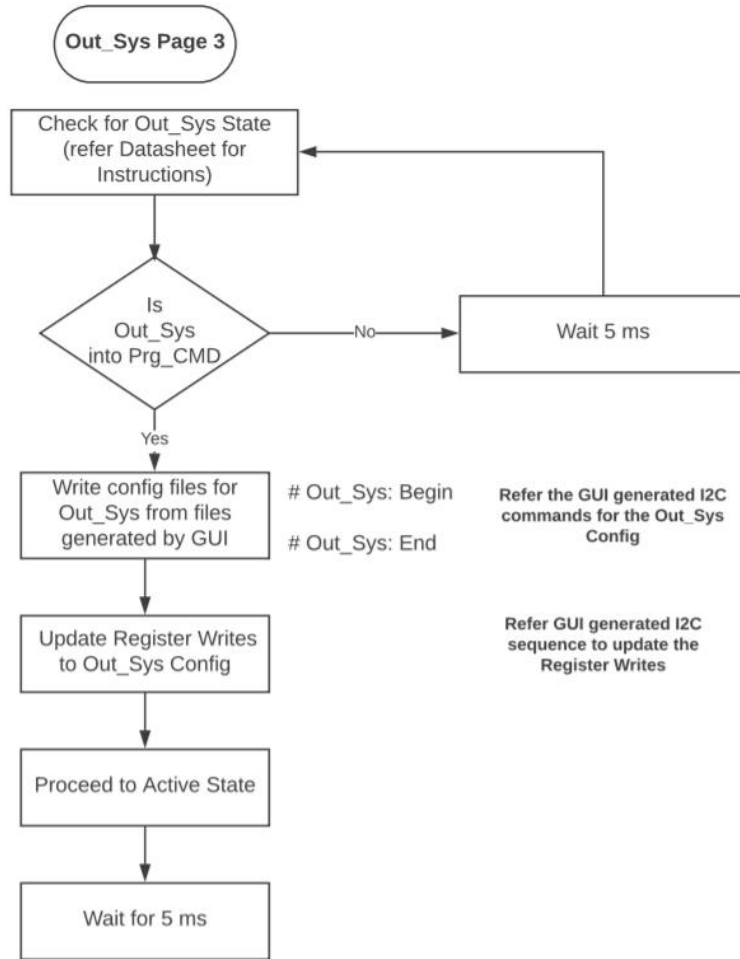 Out_Sys Page 3
Check for Out_Sys State
(refer Datasheet for
Instructions)
Is
Out_Sys
into Prg_CMD
No
Wait 5 ms
Yes
Write config files for
Out_Sys from files
generated by GUI
# Out_Sys: Begin
# Out_Sys: End
Refer the GUI generated I2C
commands for the Out_Sys
Config
Update Register Writes
to Out_Sys Config
Refer GUI generated I2C
sequence to update the
Register Writes
Proceed to Active State
Wait for 5 ms